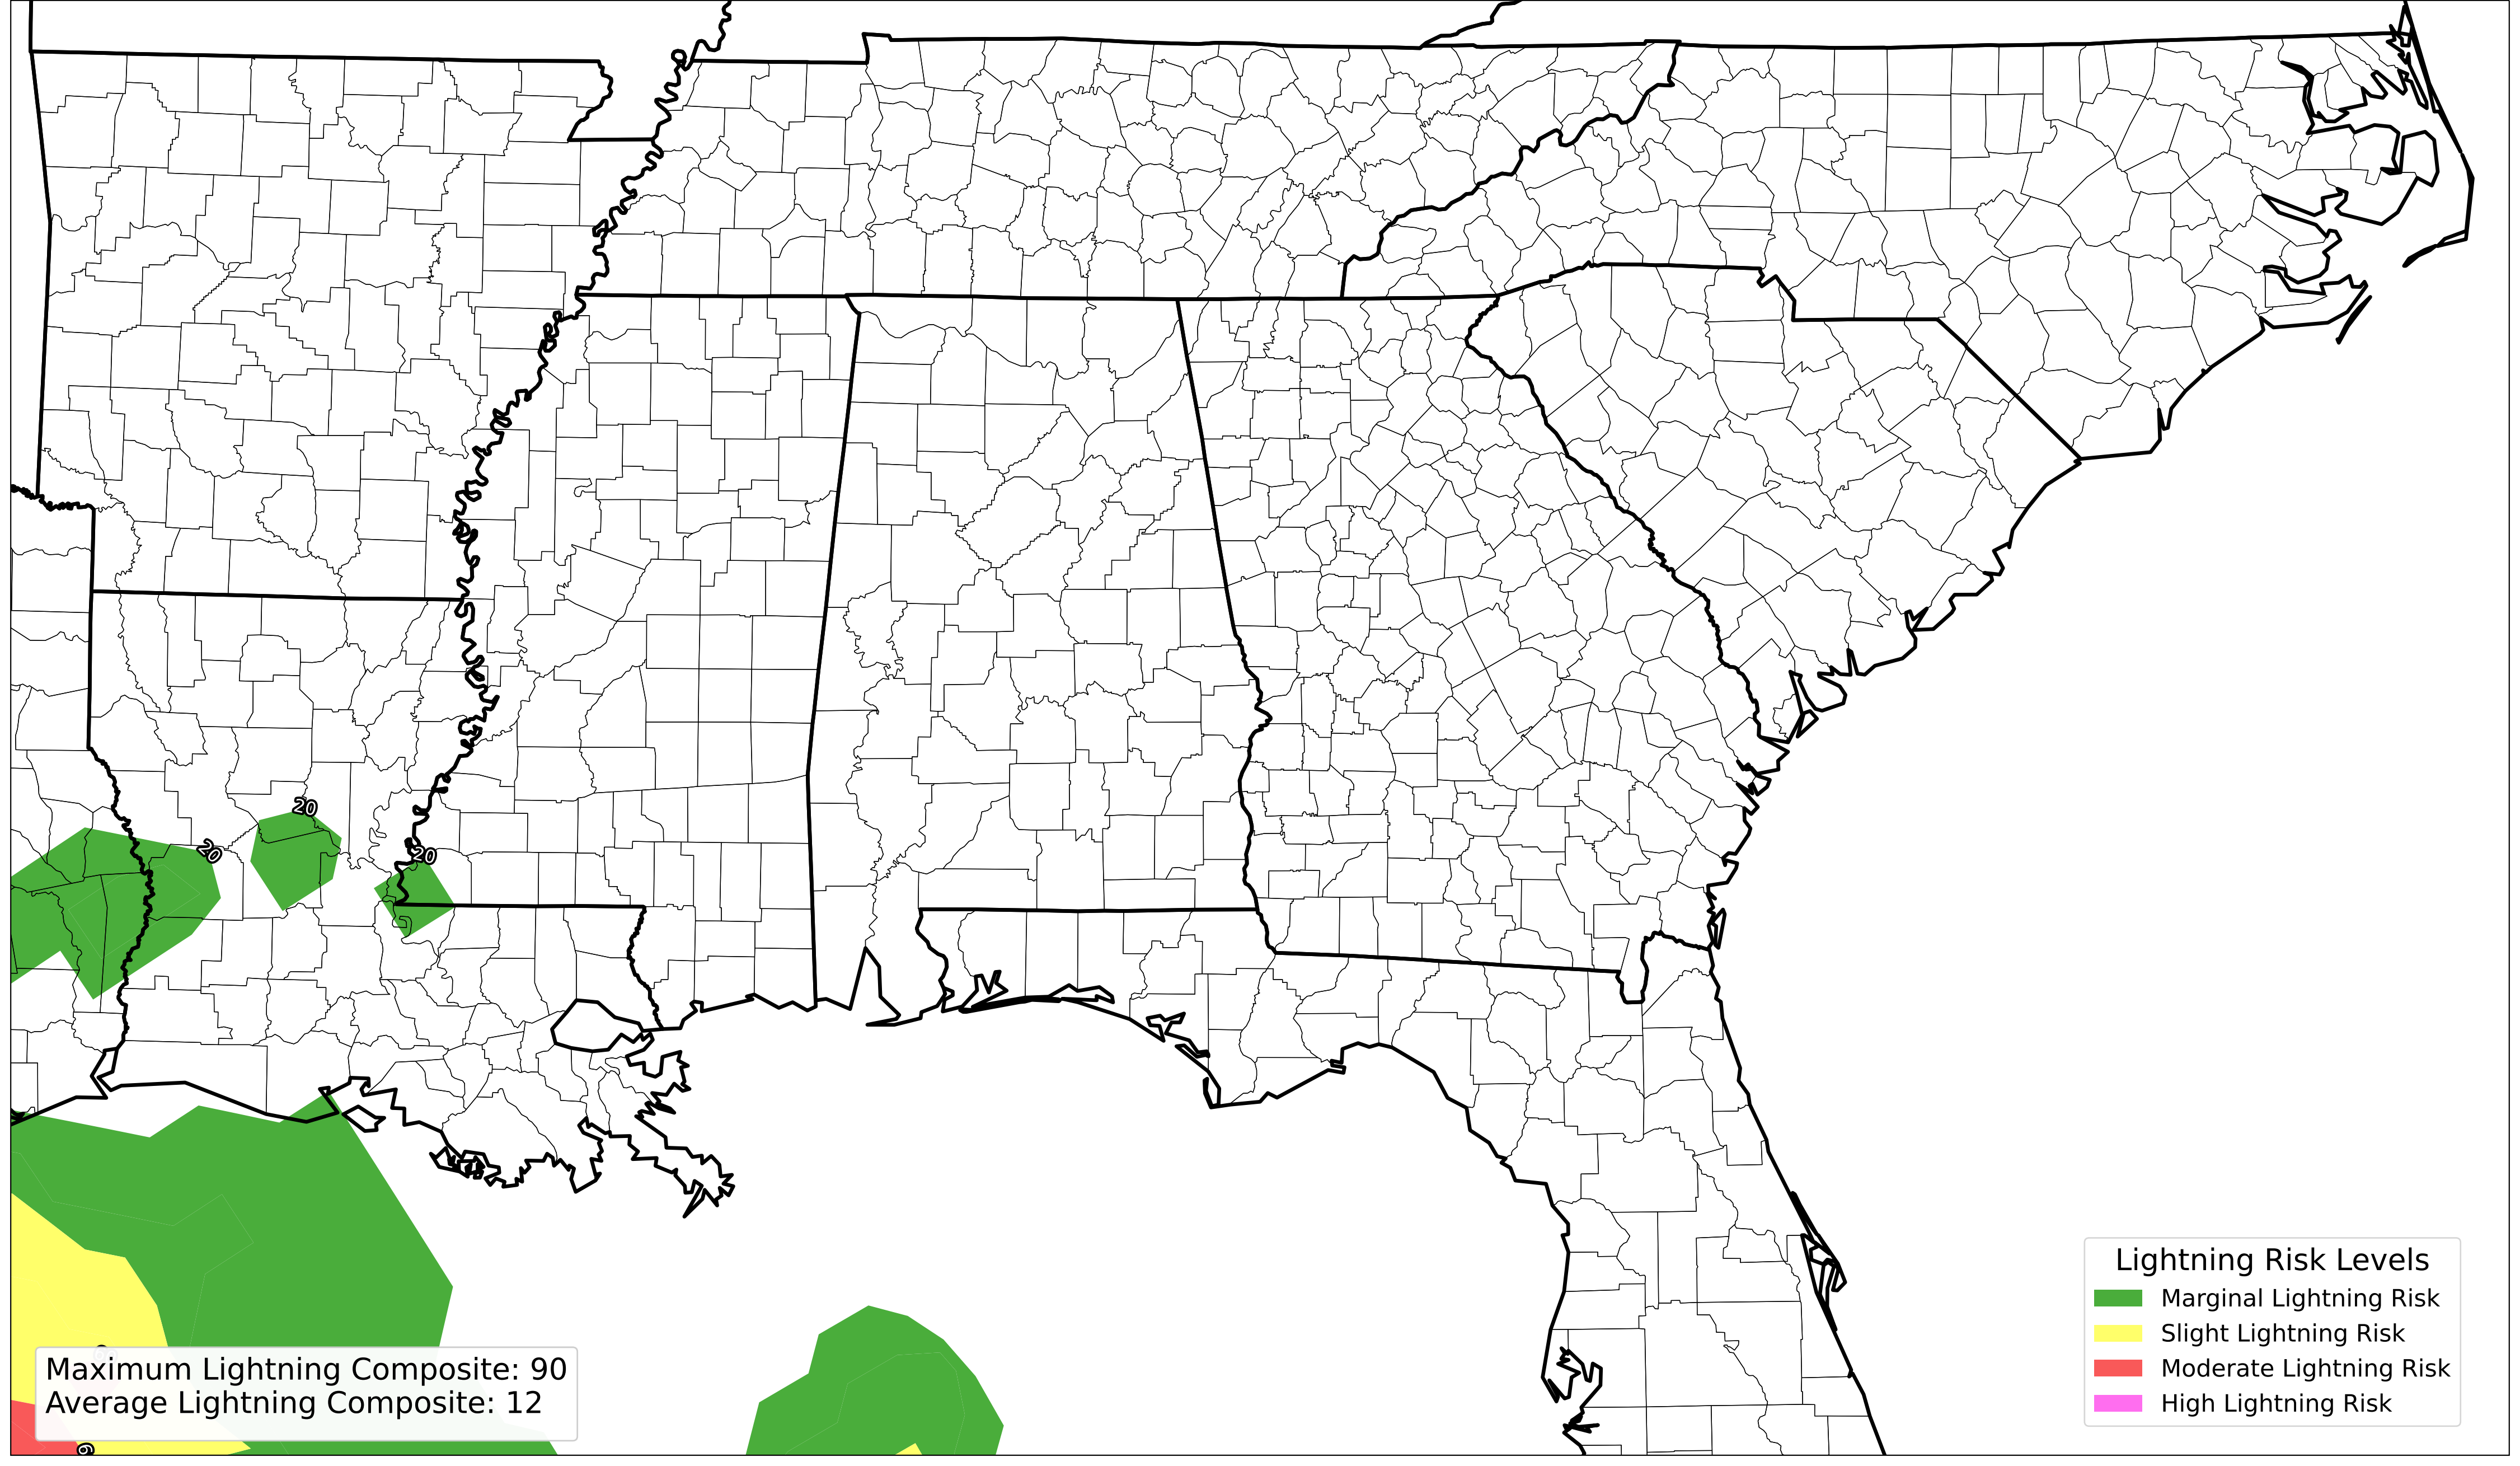 20
20
20
Lightning Risk Levels
Marginal Lightning Risk
Slight Lightning Risk
Moderate Lightning Risk
High Lightning Risk
Maximum Lightning Composite: 90
Average Lightning Composite: 12